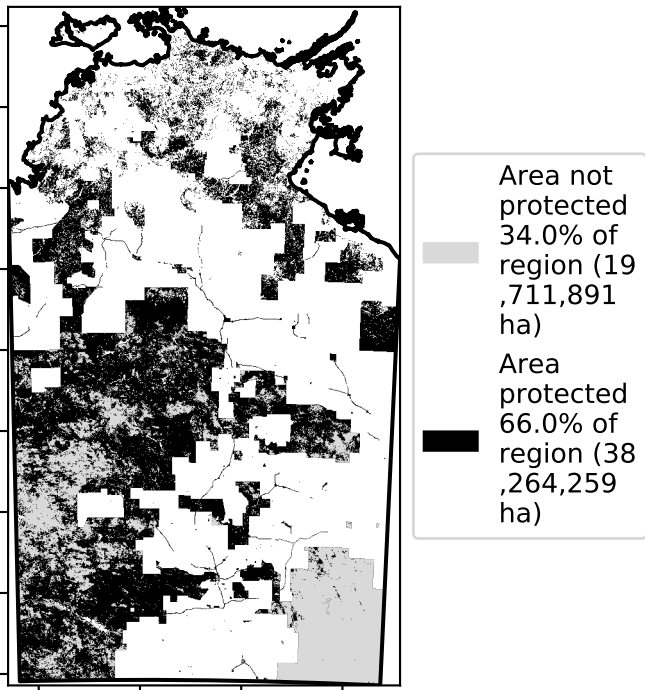 Area not
protected
34.0% of
region (19
,711,891
ha)
Area
protected
66.0% of
region (38
,264,259
ha)